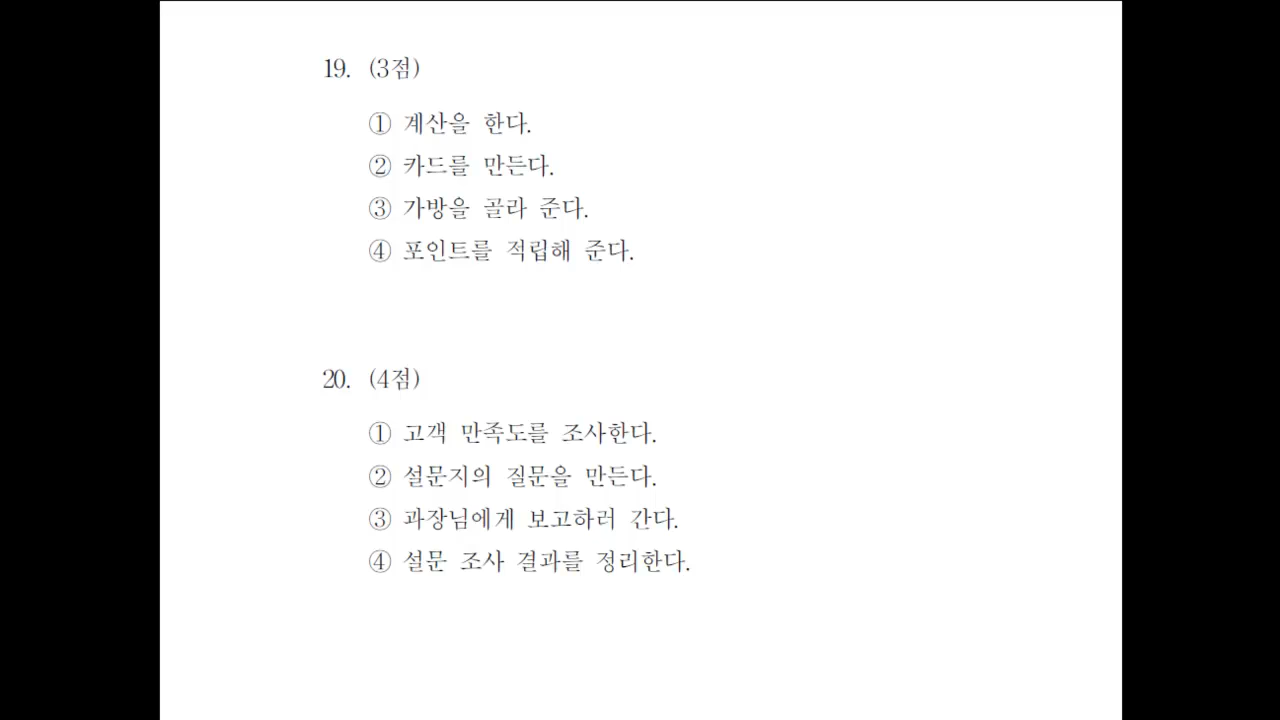 19. (3점)
① 계산을 한다.
② 카드를 만든다.
③ 가방을 골라 준다.
④ 포인트를 적립해 준다.
20. (4점)
① 고객 만족도를 조사한다.
② 설문지의 질문을 만든다.
③ 과장님에게 보고하러 간다.
④ 설문 조사 결과를 정리한다.